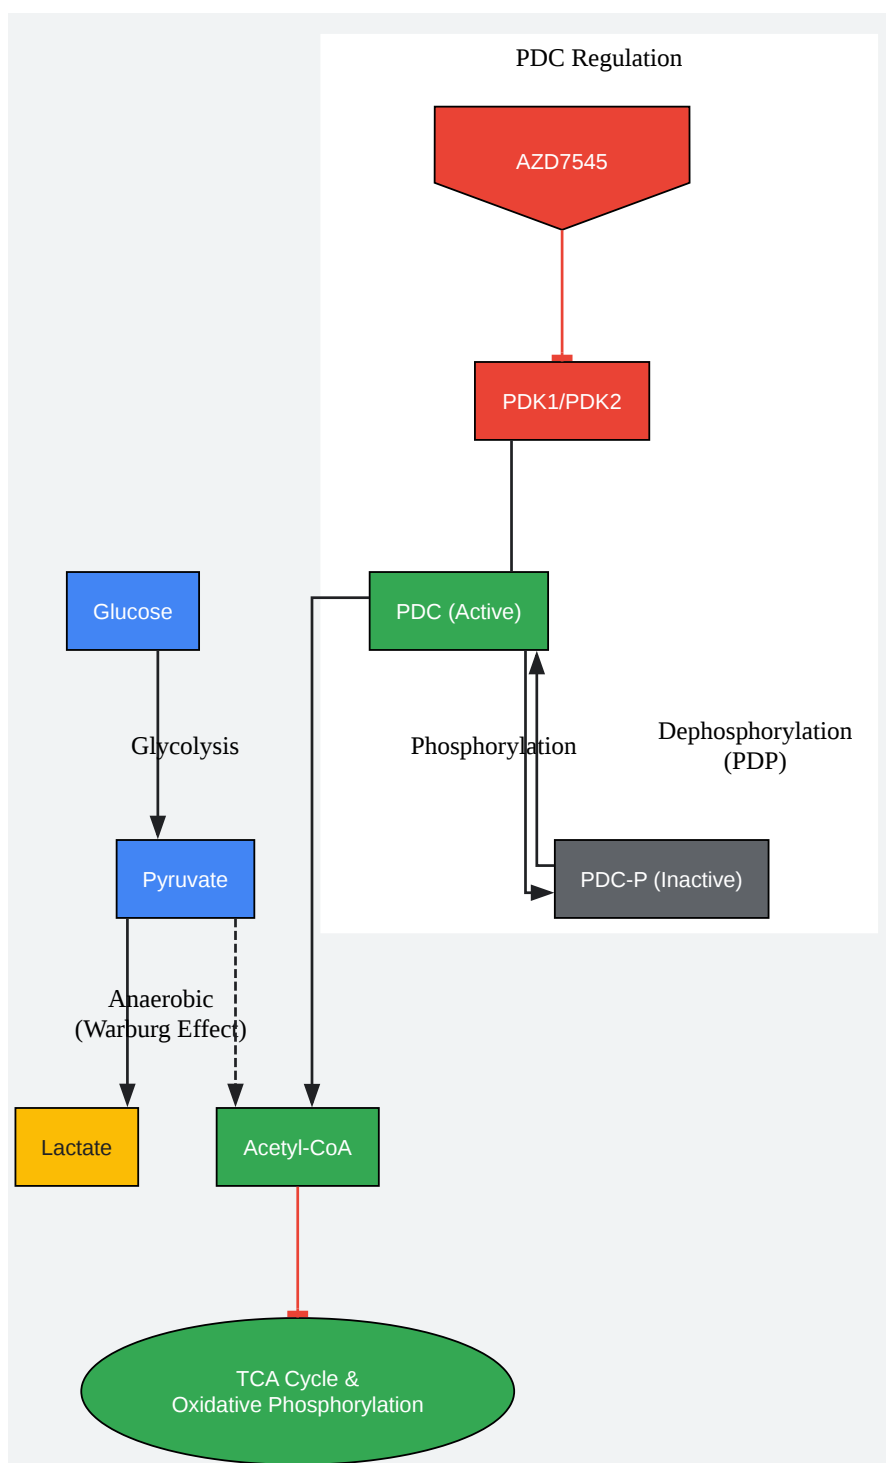 PDC Regulation
AZD7545
PDK1/PDK2
Glucose
PDC (Active)
Glycolysis
Phosphorylation
Dephosphorylation
(PDP)
Pyruvate
PDC-P (Inactive)
Anaerobic
(Warburg Effect)
Lactate
Acetyl-CoA
TCA Cycle &
Oxidative Phosphorylation